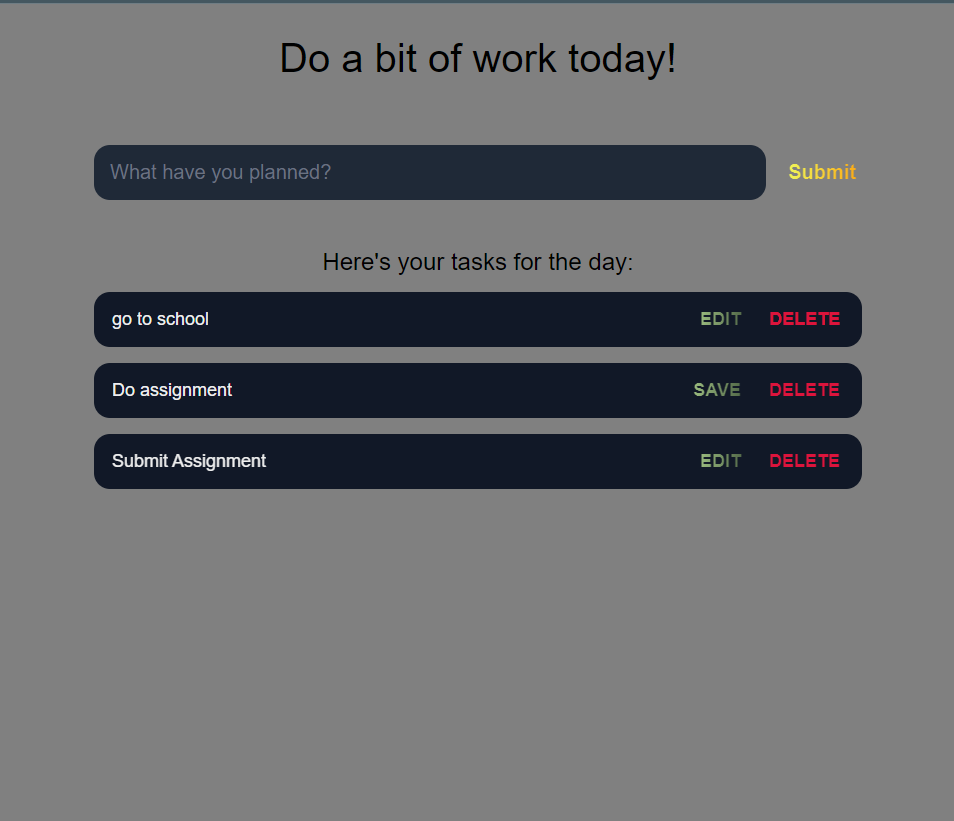 Do a bit of work today!
What have you planned?
Submit
Here's your tasks for the day:
go to school EDIT DELETE
Do assignment SAVE DELETE
Submit Assignment EDIT DELETE